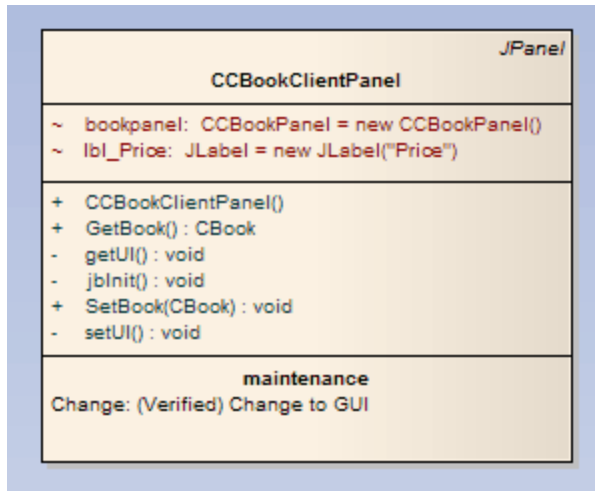 JPanel
CCBookClientPanel
~ bookpanel: CCBookPanel = new CCBookPanel()
~ lbl_Price: JLabel = new JLabel("Price")
+ CCBookClientPanel()
+ GetBook() : CBook
- getUI() : void
- jbInit() : void
+ SetBook(CBook) : void
- setUI() : void
maintenance
Change: (Verified) Change to GUI